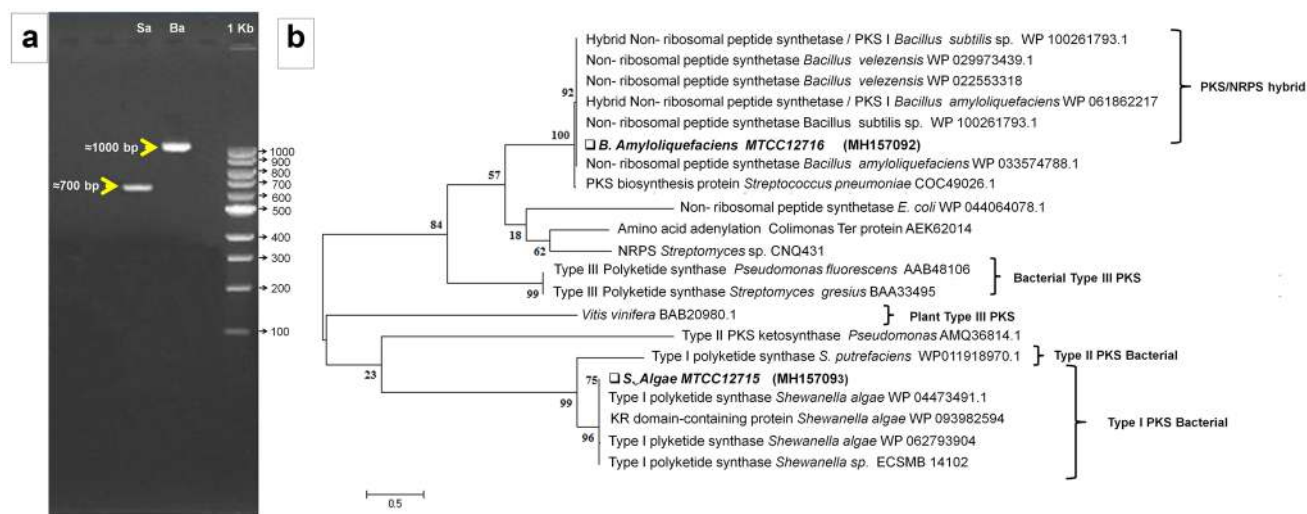 a
Sa Ba 1 Kb
≈1000 bp
≈700 bp
1000
900
800
700
600
500
400
300
200
100
b
Hybrid Non- ribosomal peptide synthetase / PKS I Bacillus subtilis sp. WP 100261793.1
Non- ribosomal peptide synthetase Bacillus velezensis WP 029973439.1
Non- ribosomal peptide synthetase Bacillus velezensis WP 022553318
Hybrid Non- ribosomal peptide synthetase / PKS I Bacillus amyloliquefaciens WP 061862217
Non- ribosomal peptide synthetase Bacillus subtilis sp. WP 100261793.1
B. Amyloliquefaciens MTCC12716 (MH157092)
Non- ribosomal peptide synthetase Bacillus amyloliquefaciens WP 033574788.1
PKS biosynthesis protein Streptococcus pneumoniae COC49026.1
Non- ribosomal peptide synthetase E. coli WP 044064078.1
Amino acid adenylation Colimonas Ter protein AEK62014
NRPS Streptomyces sp. CNQ431
Type III Polyketide synthase Pseudomonas fluorescens AAB48106
Type III Polyketide synthase Streptomyces gresius BAA33495
Vitis vinifera BAB20980.1
Type II PKS ketosynthase Pseudomonas AMQ36814.1
Type I polyketide synthase S. putrefaciens WP011918970.1
S. Algae MTCC12715 (MH157093)
Type I polyketide synthase Shewanella algae WP 04473491.1
KR domain-containing protein Shewanella algae WP 093982594
Type I plyketide synthase Shewanella algae WP 062793904
Type I polyketide synthase Shewanella sp. ECSMB 14102
PKS/NRPS hybrid
Bacterial Type III PKS
Plant Type III PKS
Type II PKS Bacterial
Type I PKS Bacterial
92
100
57
84
18
62
99
23
75
99
96
0.5